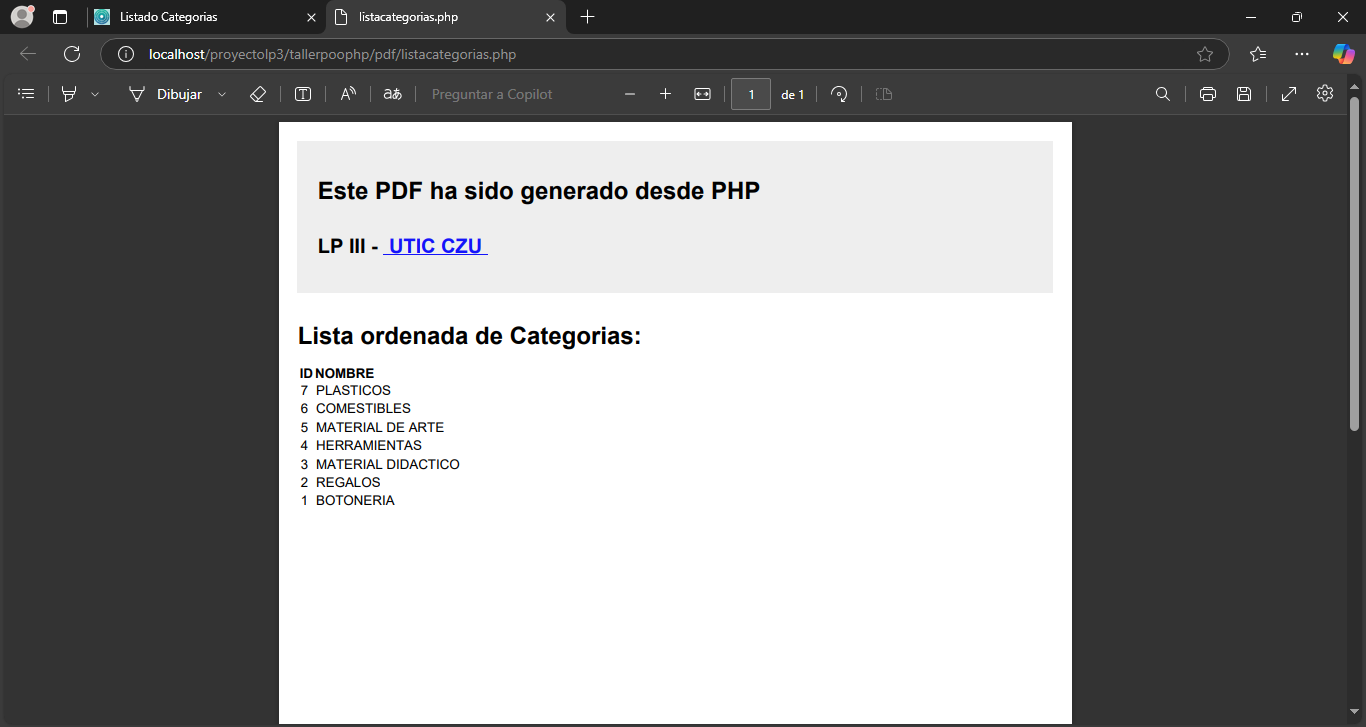 Listado Categorias
listacategorias.php
localhost/proyectolp3/tallerpoophp/pdf/listacategorias.php
Dibujar
aあ
Preguntar a Copilot
1 de 1
Este PDF ha sido generado desde PHP
LP III - UTIC CZU
Lista ordenada de Categorias:
ID NOMBRE
7 PLASTICOS
6 COMESTIBLES
5 MATERIAL DE ARTE
4 HERRAMIENTAS
3 MATERIAL DIDACTICO
2 REGALOS
1 BOTONERIA